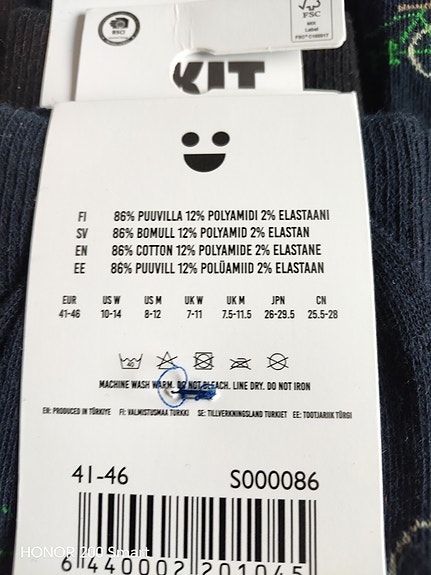 BSCI
FSC
MIX
Label
KIT
FI 86% PUUVILLA 12% POLYAMIDI 2% ELASTAANI
SV 86% BOMULL 12% POLYAMID 2% ELASTAN
EN 86% COTTON 12% POLYAMIDE 2% ELASTANE
EE 86% PUUVILL 12% POLÜAMIID 2% ELASTAAN
EUR US W US M UK W UK M JPN CN
41-46 10-14 8-12 7-11 7.5-11.5 26-29.5 25.5-28
40
MACHINE WASH WARM. DO NOT BLEACH. LINE DRY. DO NOT IRON
EN: PRODUCED IN TÜRKIYE FI: VALMISTUSMAA TURKKI SE: TILLVERKNINGSLAND TURKIET EE: TOOTJARIIK TÜRGI
41-46 S000086
6 440002 201045
HONOR 200 Smart